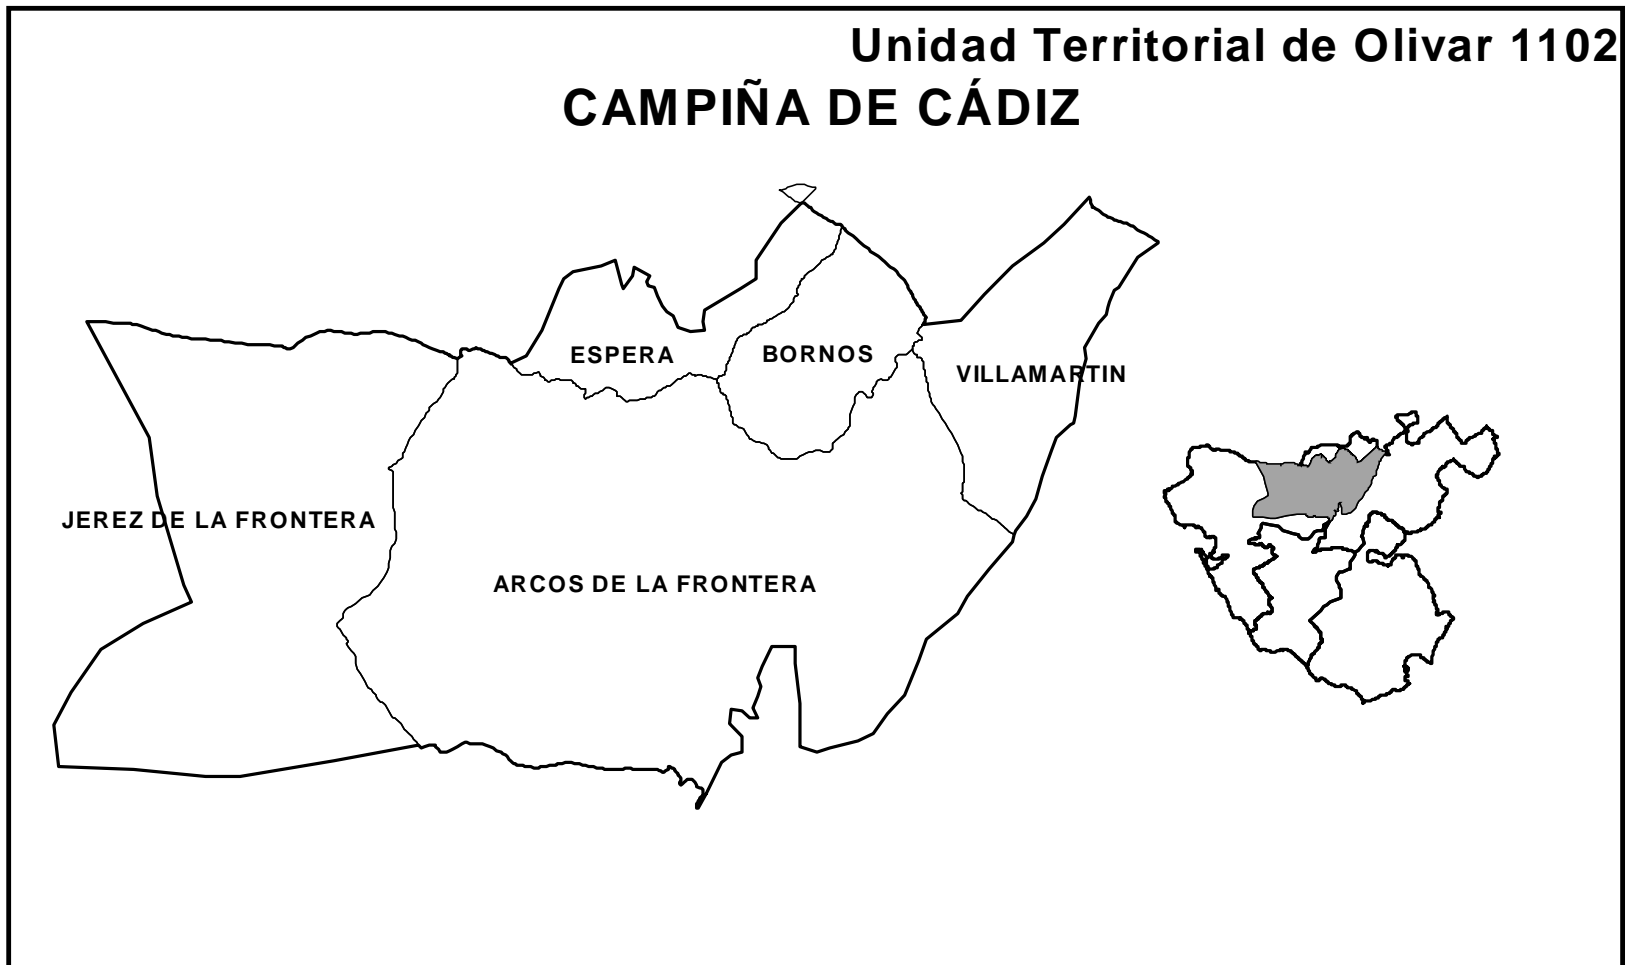 Unidad Territorial de Olivar 1102
CAMPIÑA DE CÁDIZ
ESPERA
BORNOS
VILLAMARTIN
JEREZ DE LA FRONTERA
ARCOS DE LA FRONTERA